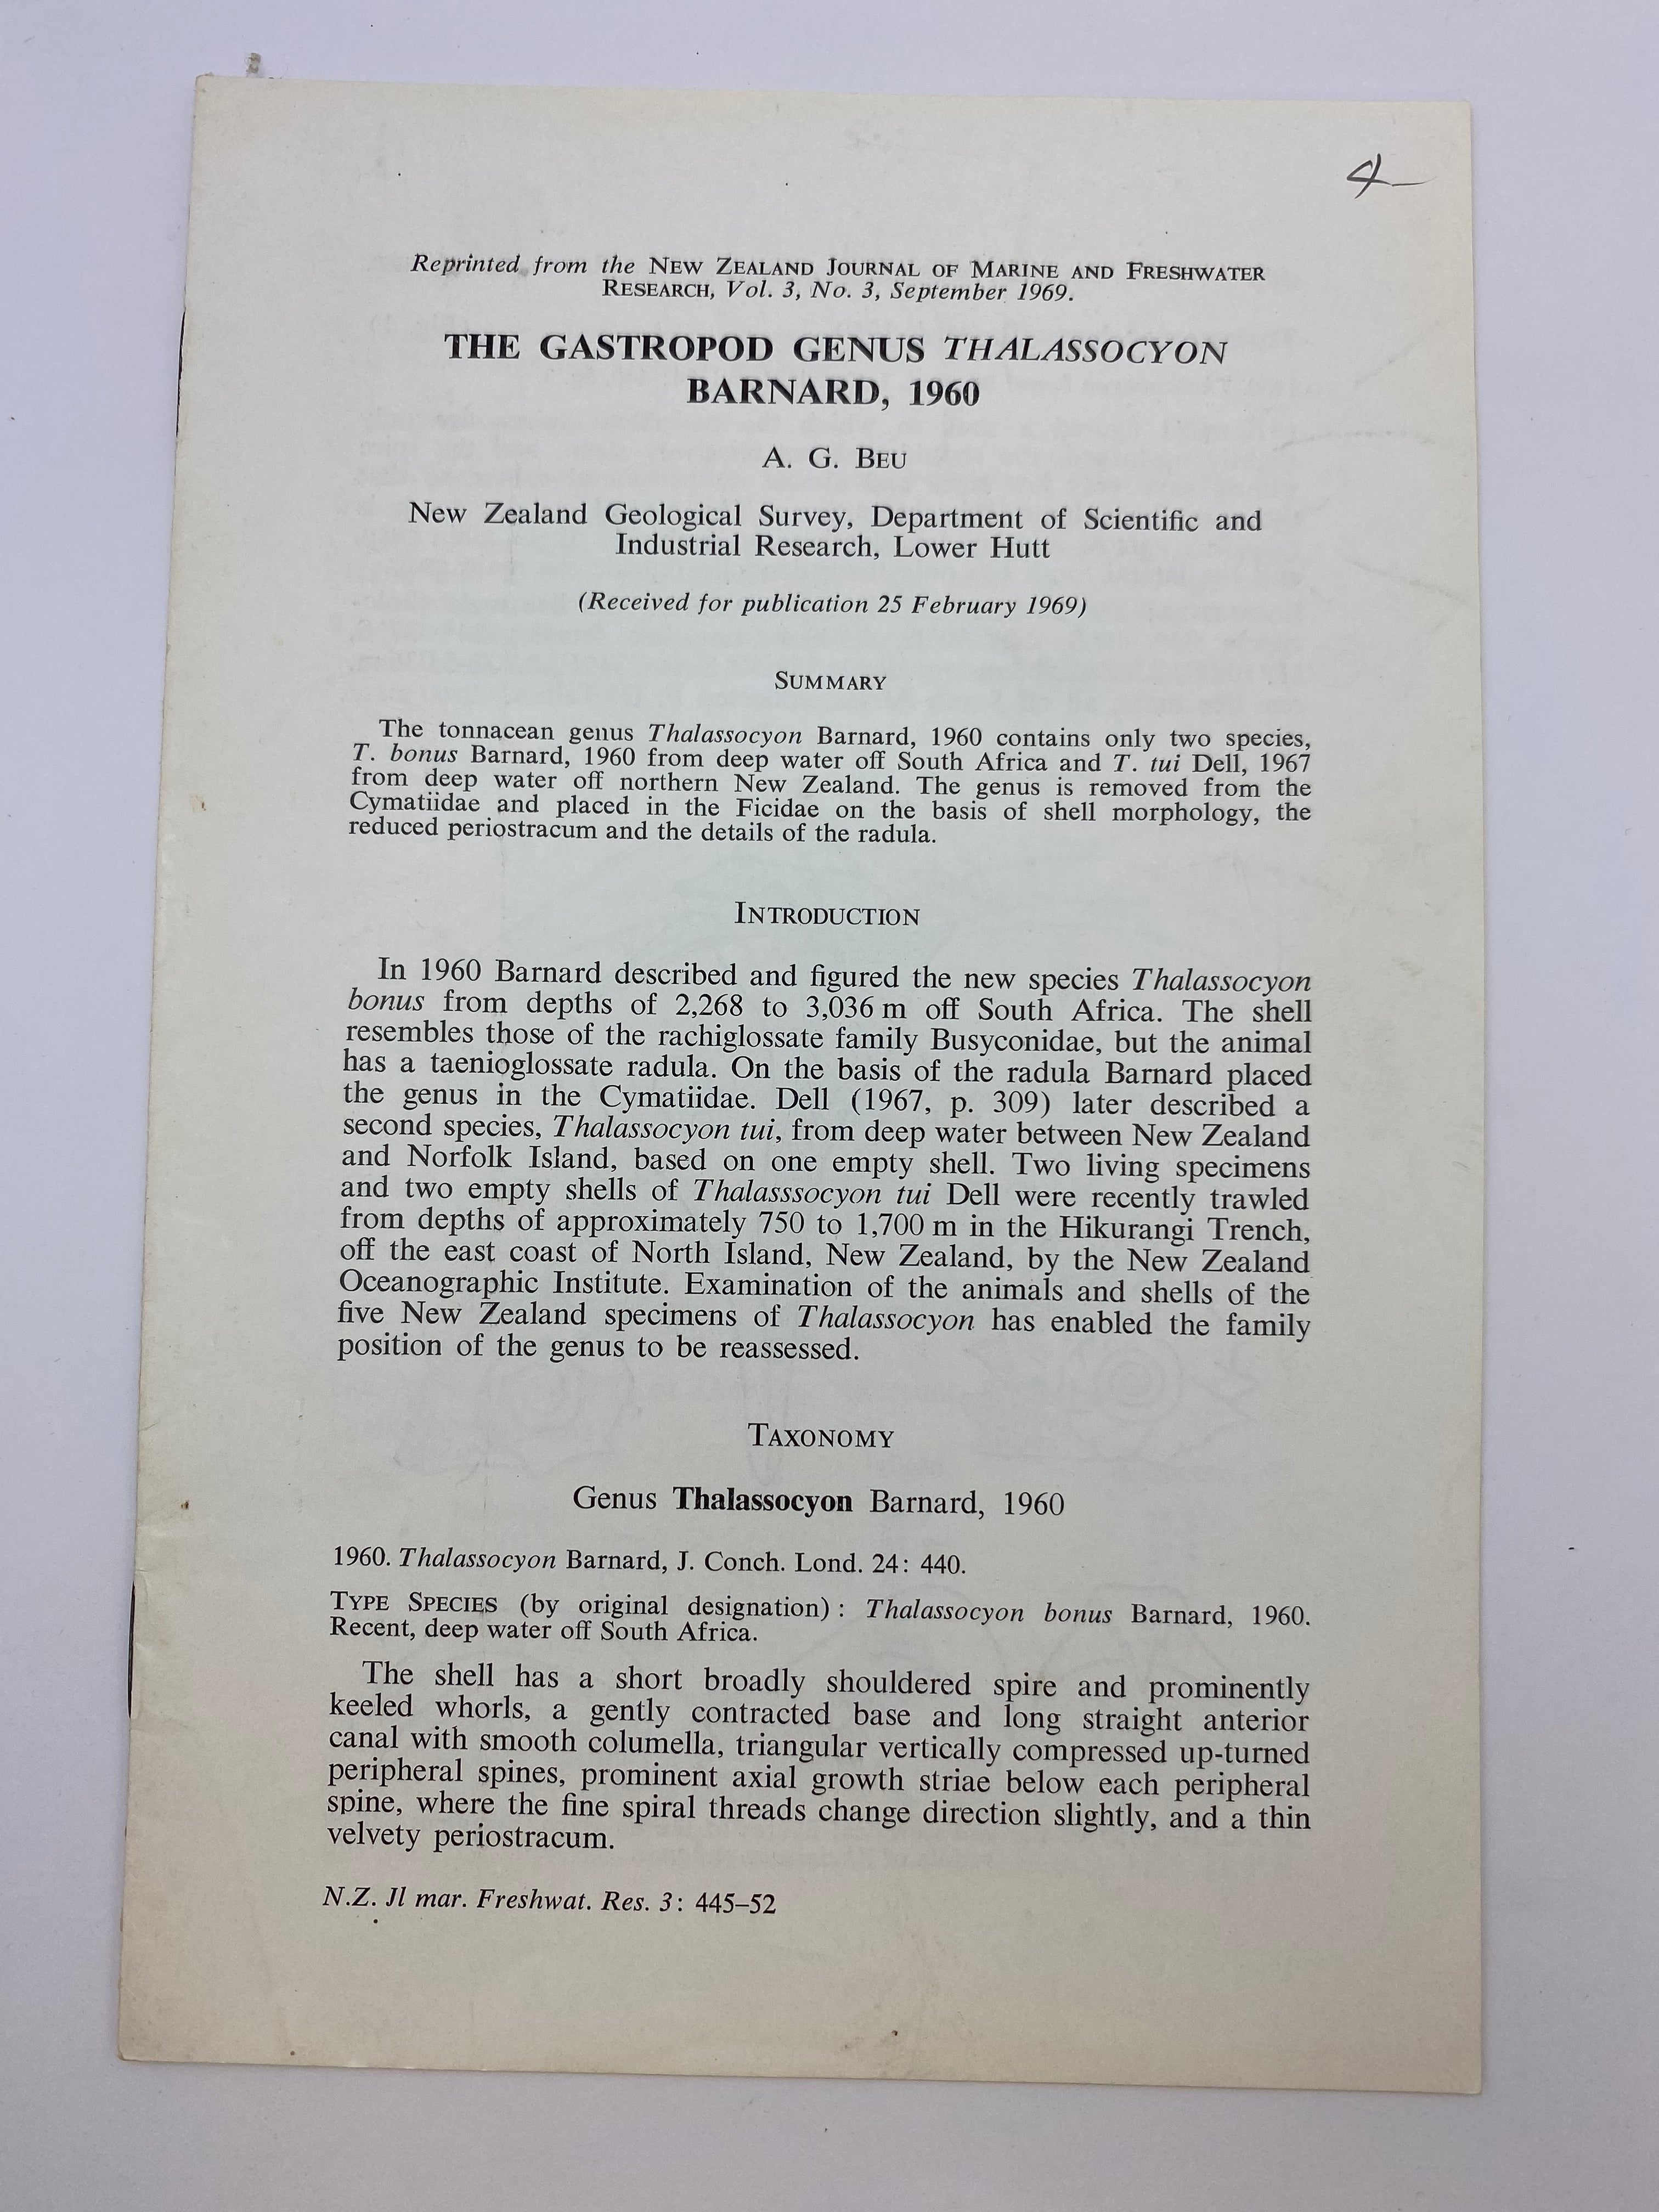 4-
Reprinted from the NEW ZEALAND JOURNAL OF MARINE AND FRESHWATER
RESEARCH, Vol. 3, No. 3, September 1969.
THE GASTROPOD GENUS THALASSOCYON
BARNARD, 1960
A. G. BEU
New Zealand Geological Survey, Department of Scientific and
Industrial Research, Lower Hutt
(Received for publication 25 February 1969)
SUMMARY
The tonnacean genus Thalassocyon Barnard, 1960 contains only two species,
T. bonus Barnard, 1960 from deep water off South Africa and T. tui Dell, 1967
from deep water off northern New Zealand. The genus is removed from the
Cymatiidae and placed in the Ficidae on the basis of shell morphology, the
reduced periostracum and the details of the radula.
INTRODUCTION
In 1960 Barnard described and figured the new species Thalassocyon
bonus from depths of 2,268 to 3,036 m off South Africa. The shell
resembles those of the rachiglossate family Busyconidae, but the animal
has a taenioglossate radula. On the basis of the radula Barnard placed
the genus in the Cymatiidae. Dell (1967, p. 309) later described a
second species, Thalassocyon tui, from deep water between New Zealand
and Norfolk Island, based on one empty shell. Two living specimens
and two empty shells of Thalasssocyon tui Dell were recently trawled
from depths of approximately 750 to 1,700 m in the Hikurangi Trench,
off the east coast of North Island, New Zealand, by the New Zealand
Oceanographic Institute. Examination of the animals and shells of the
five New Zealand specimens of Thalassocyon has enabled the family
position of the genus to be reassessed.
TAXONOMY
Genus Thalassocyon Barnard, 1960
1960. Thalassocyon Barnard, J. Conch. Lond. 24: 440.
TYPE SPECIES (by original designation): Thalassocyon bonus Barnard, 1960.
Recent, deep water off South Africa.
The shell has a short broadly shouldered spire and prominently
keeled whorls, a gently contracted base and long straight anterior
canal with smooth columella, triangular vertically compressed up-turned
peripheral spines, prominent axial growth striae below each peripheral
spine, where the fine spiral threads change direction slightly, and a thin
velvety periostracum.
N.Z. Jl mar. Freshwat. Res. 3: 445–52